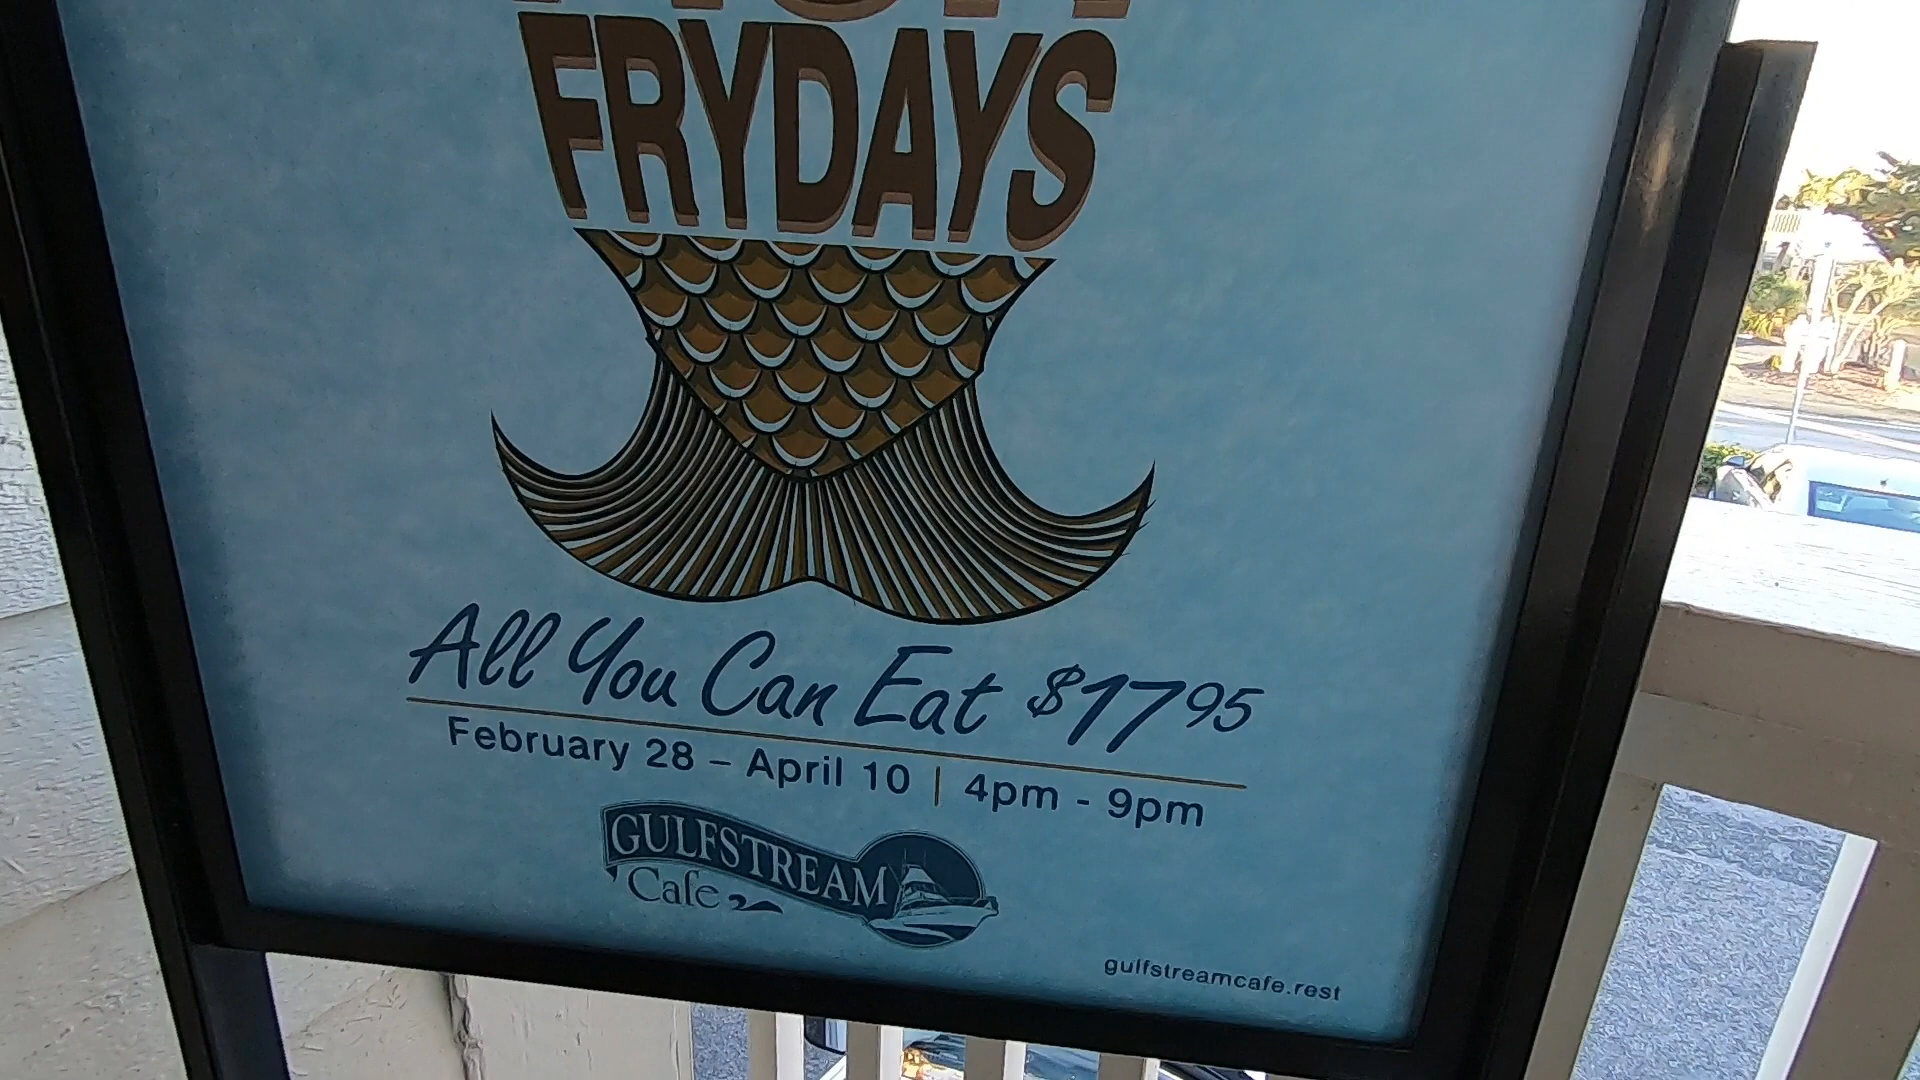 FRYDAYS
All You Can Eat $17.95
February 28 – April 10 | 4pm - 9pm
GULFSTREAM
Cafe
gulfstreamcafe.rest